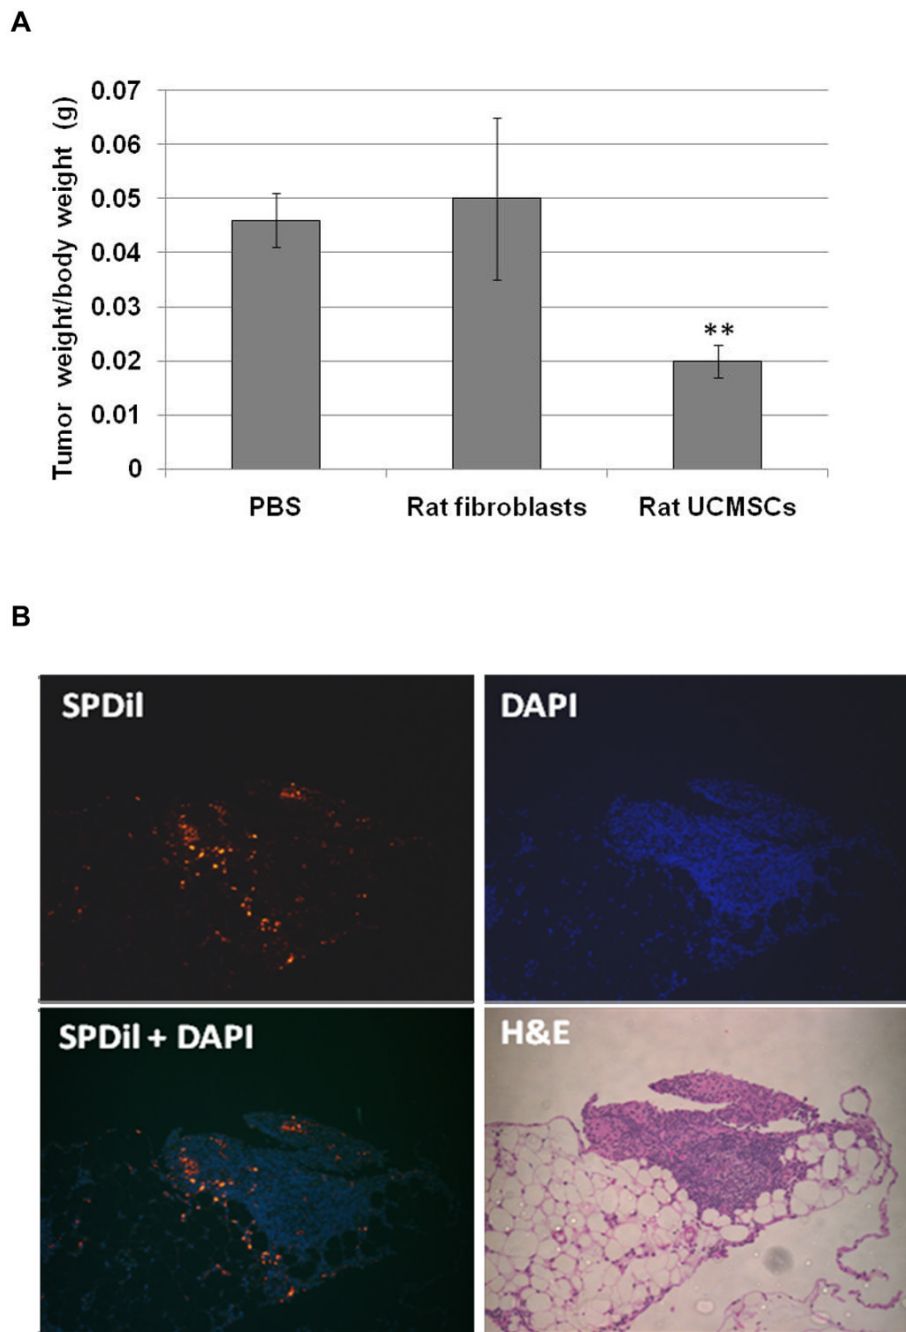 A
Tumor weight/body weight (g)
0.07
0.06
0.05
0.04
0.03
0.02
0.01
0
**
PBS
Rat fibroblasts
Rat UCMSCs
B
SPDil
DAPI
SPDil + DAPI
H&E